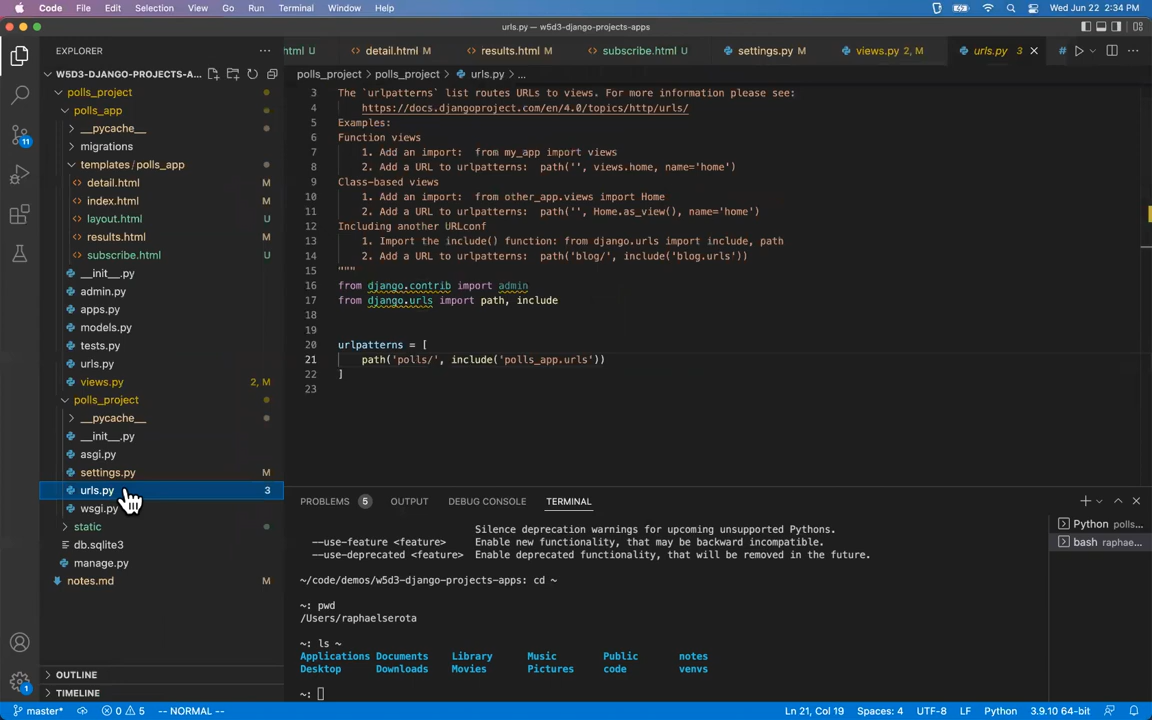 Code File Edit Selection View Go Run Terminal Window Help Wed Jun 22 2:34 PM
urls.py — w5d3-django-projects-apps
EXPLORER
W5D3-DJANGO-PROJECTS-A...
polls_project
polls_app
__pycache__
migrations
templates/polls_app
detail.html M
index.html M
layout.html U
results.html M
subscribe.html U
__init__.py
admin.py
apps.py
models.py
tests.py
urls.py
views.py 2, M
polls_project
__pycache__
__init__.py
asgi.py
settings.py M
urls.py 3
wsgi.py
static
db.sqlite3
manage.py
notes.md M
OUTLINE
TIMELINE
11
1
html U detail.html M results.html M subscribe.html U settings.py M views.py 2, M urls.py 3
polls_project > polls_project > urls.py > ...
3 The `urlpatterns` list routes URLs to views. For more information please see:
4 https://docs.djangoproject.com/en/4.0/topics/http/urls/
5 Examples:
6 Function views
7 1. Add an import: from my_app import views
8 2. Add a URL to urlpatterns: path('', views.home, name='home')
9 Class-based views
10 1. Add an import: from other_app.views import Home
11 2. Add a URL to urlpatterns: path('', Home.as_view(), name='home')
12 Including another URLconf
13 1. Import the include() function: from django.urls import include, path
14 2. Add a URL to urlpatterns: path('blog/', include('blog.urls'))
15 """
16 from django.contrib import admin
17 from django.urls import path, include
18
19
20 urlpatterns = [
21 path('polls/', include('polls_app.urls'))
22 ]
23
PROBLEMS 5 OUTPUT DEBUG CONSOLE TERMINAL
Silence deprecation warnings for upcoming unsupported Pythons.
--use-feature <feature> Enable new functionality, that may be backward incompatible.
--use-deprecated <feature> Enable deprecated functionality, that will be removed in the future.
~/code/demos/w5d3-django-projects-apps: cd ~
~: pwd
/Users/raphaelserota
~: ls ~
Applications Documents Library Music Public notes
Desktop Downloads Movies Pictures code venvs
~:
Python polls...
bash raphae...
master* 0 5 -- NORMAL -- Ln 21, Col 19 Spaces: 4 UTF-8 LF Python 3.9.10 64-bit